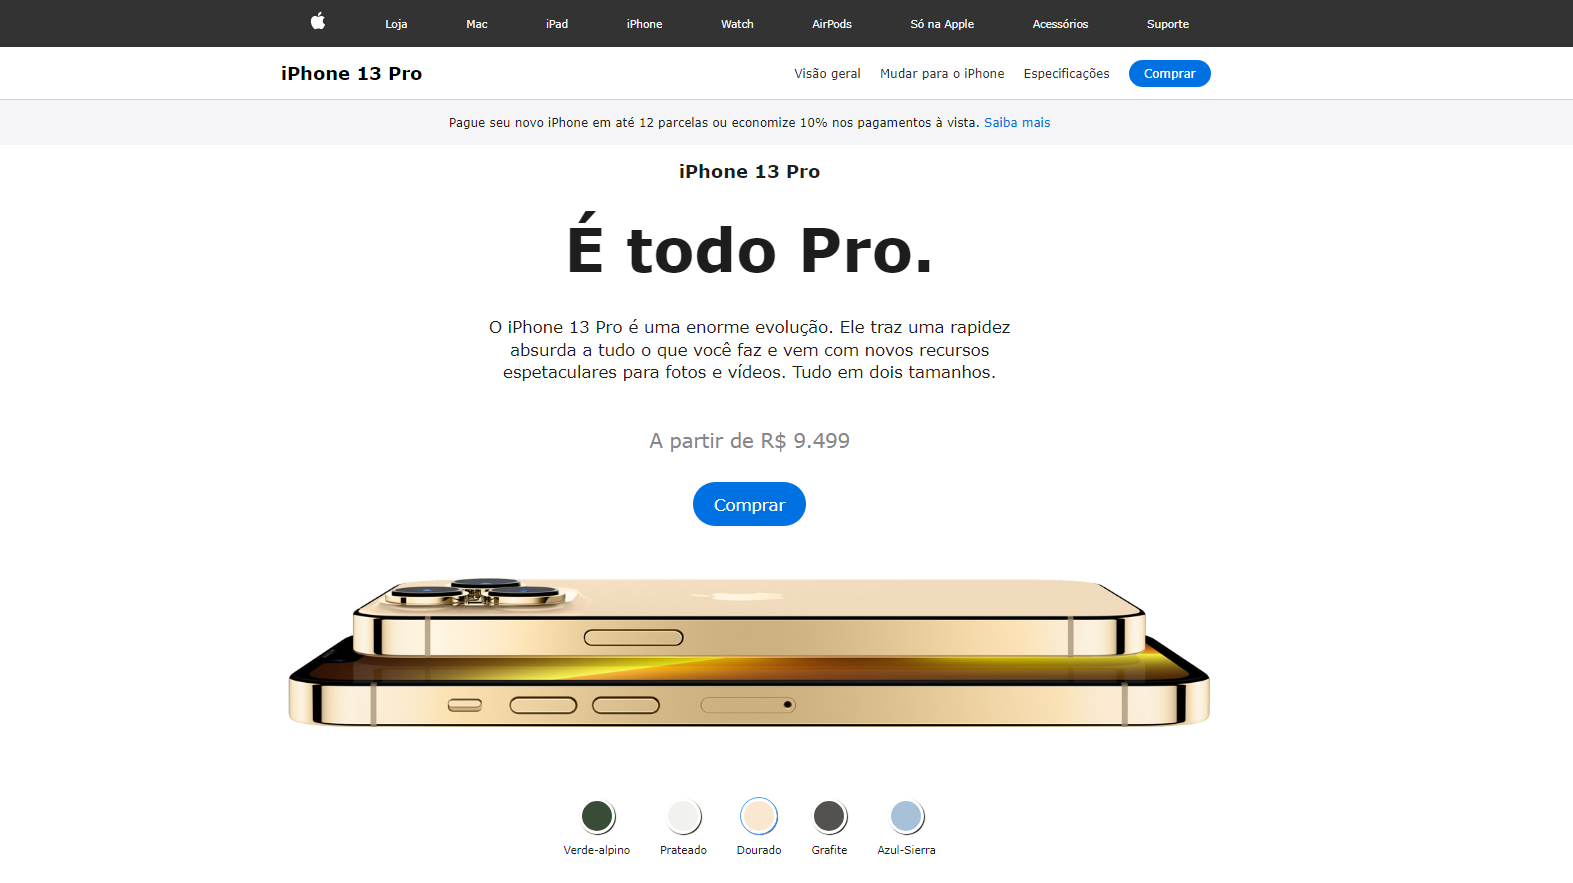 Loja Mac iPad iPhone Watch AirPods Só na Apple Acessórios Suporte
iPhone 13 Pro Visão geral Mudar para o iPhone Especificações Comprar
Pague seu novo iPhone em até 12 parcelas ou economize 10% nos pagamentos à vista. Saiba mais
iPhone 13 Pro
É todo Pro.
O iPhone 13 Pro é uma enorme evolução. Ele traz uma rapidez
absurda a tudo o que você faz e vem com novos recursos
espetaculares para fotos e vídeos. Tudo em dois tamanhos.
A partir de R$ 9.499
Comprar
Verde-alpino Prateado Dourado Grafite Azul-Sierra